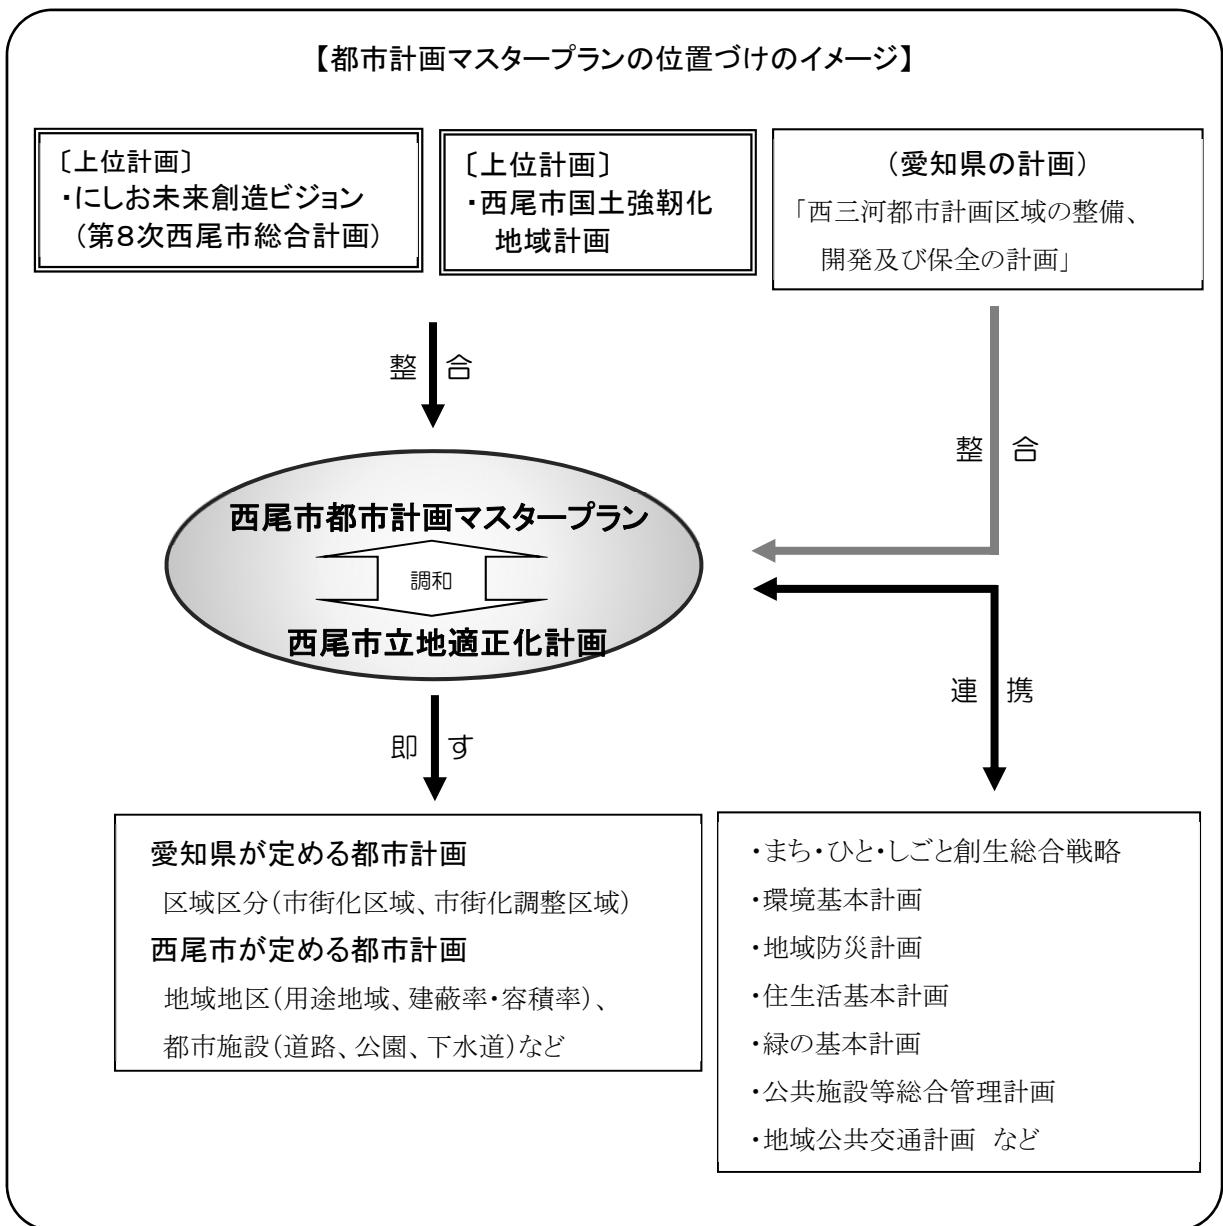 【都市計画マスタープランの位置づけのイメージ】
〔上位計画〕
・にしお未来創造ビジョン
（第8次西尾市総合計画）
〔上位計画〕
・西尾市国土強靭化
地域計画
（愛知県の計画）
「西三河都市計画区域の整備、
開発及び保全の計画」
整合
整合
西尾市都市計画マスタープラン
調和
西尾市立地適正化計画
連携
即す
愛知県が定める都市計画
区域区分（市街化区域、市街化調整区域）
西尾市が定める都市計画
地域地区（用途地域、建蔽率・容積率）、
都市施設（道路、公園、下水道）など
・まち・ひと・しごと創生総合戦略
・環境基本計画
・地域防災計画
・住生活基本計画
・緑の基本計画
・公共施設等総合管理計画
・地域公共交通計画 など